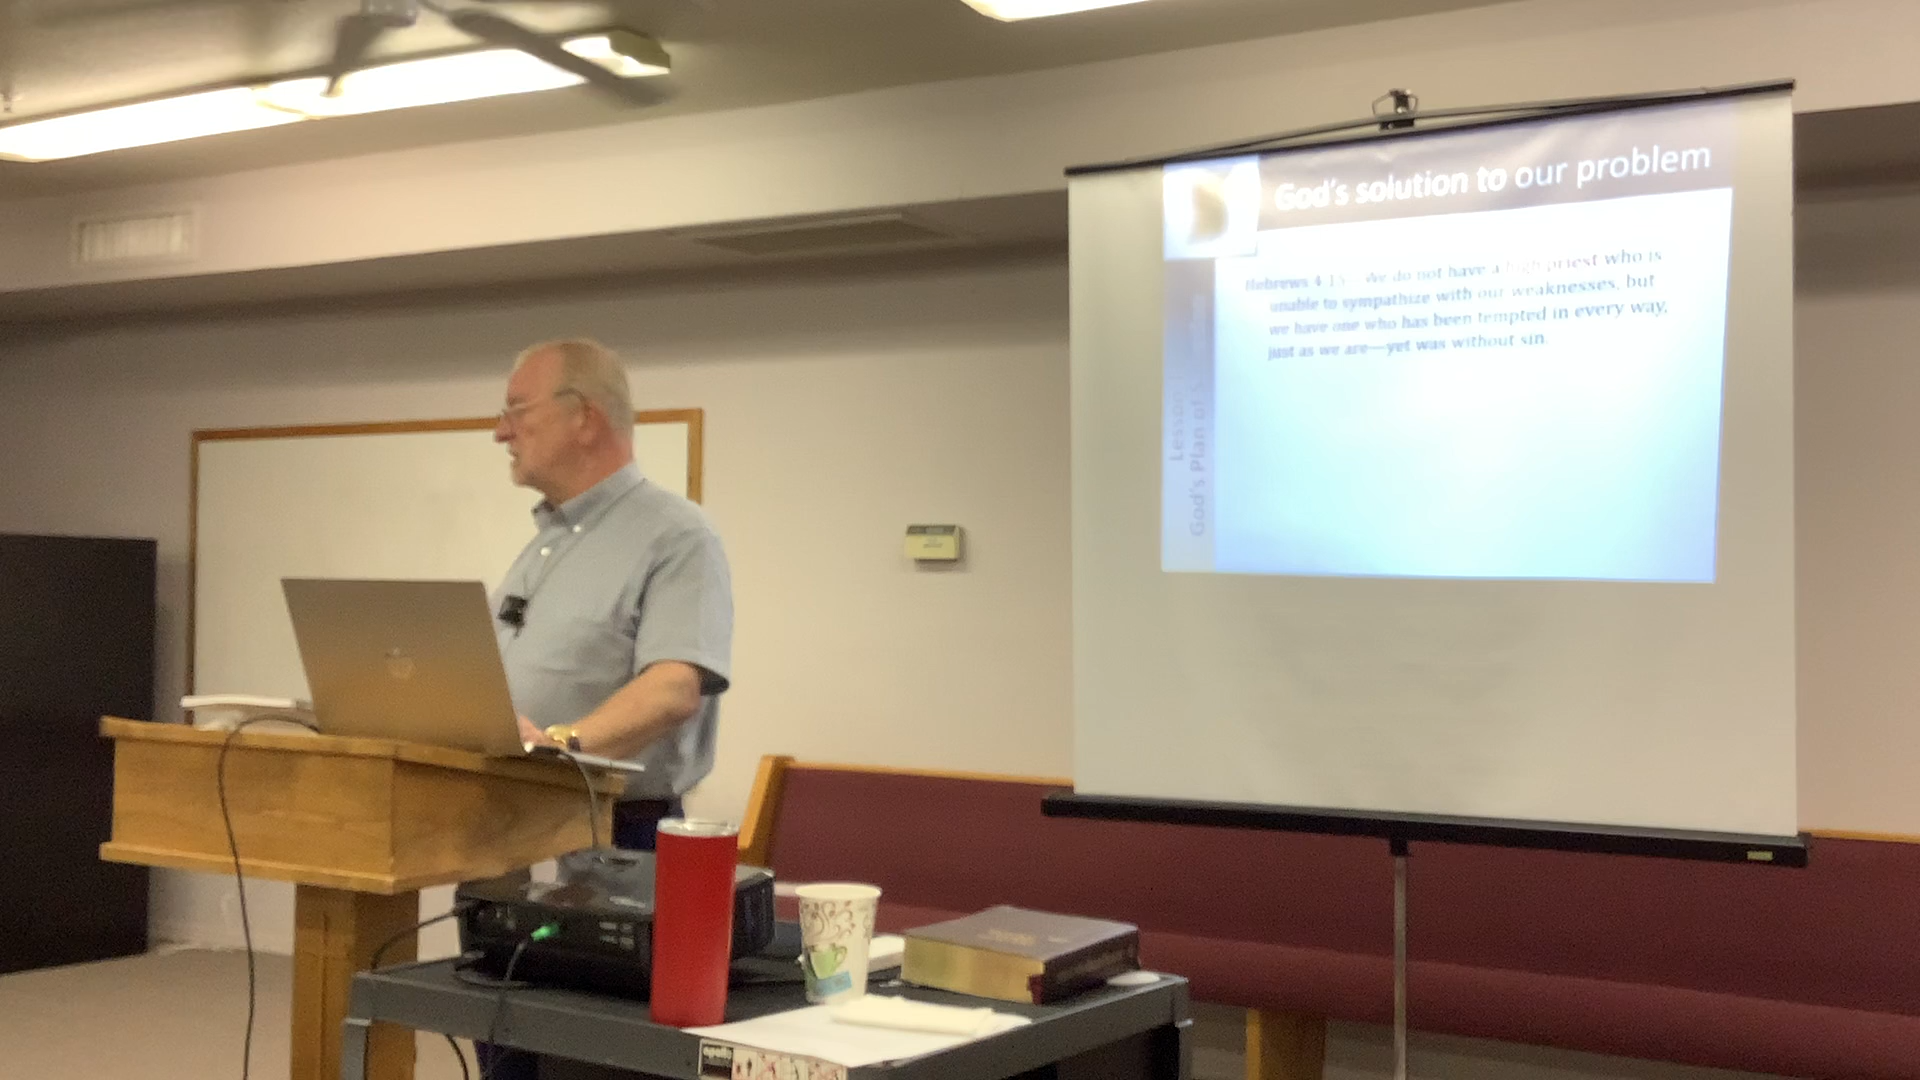 God's solution to our problem
Hebrews 4:15 – We do not have a high priest who is
unable to sympathize with our weaknesses, but
we have one who has been tempted in every way,
just as we are—yet was without sin.
Lesson
God's Plan of